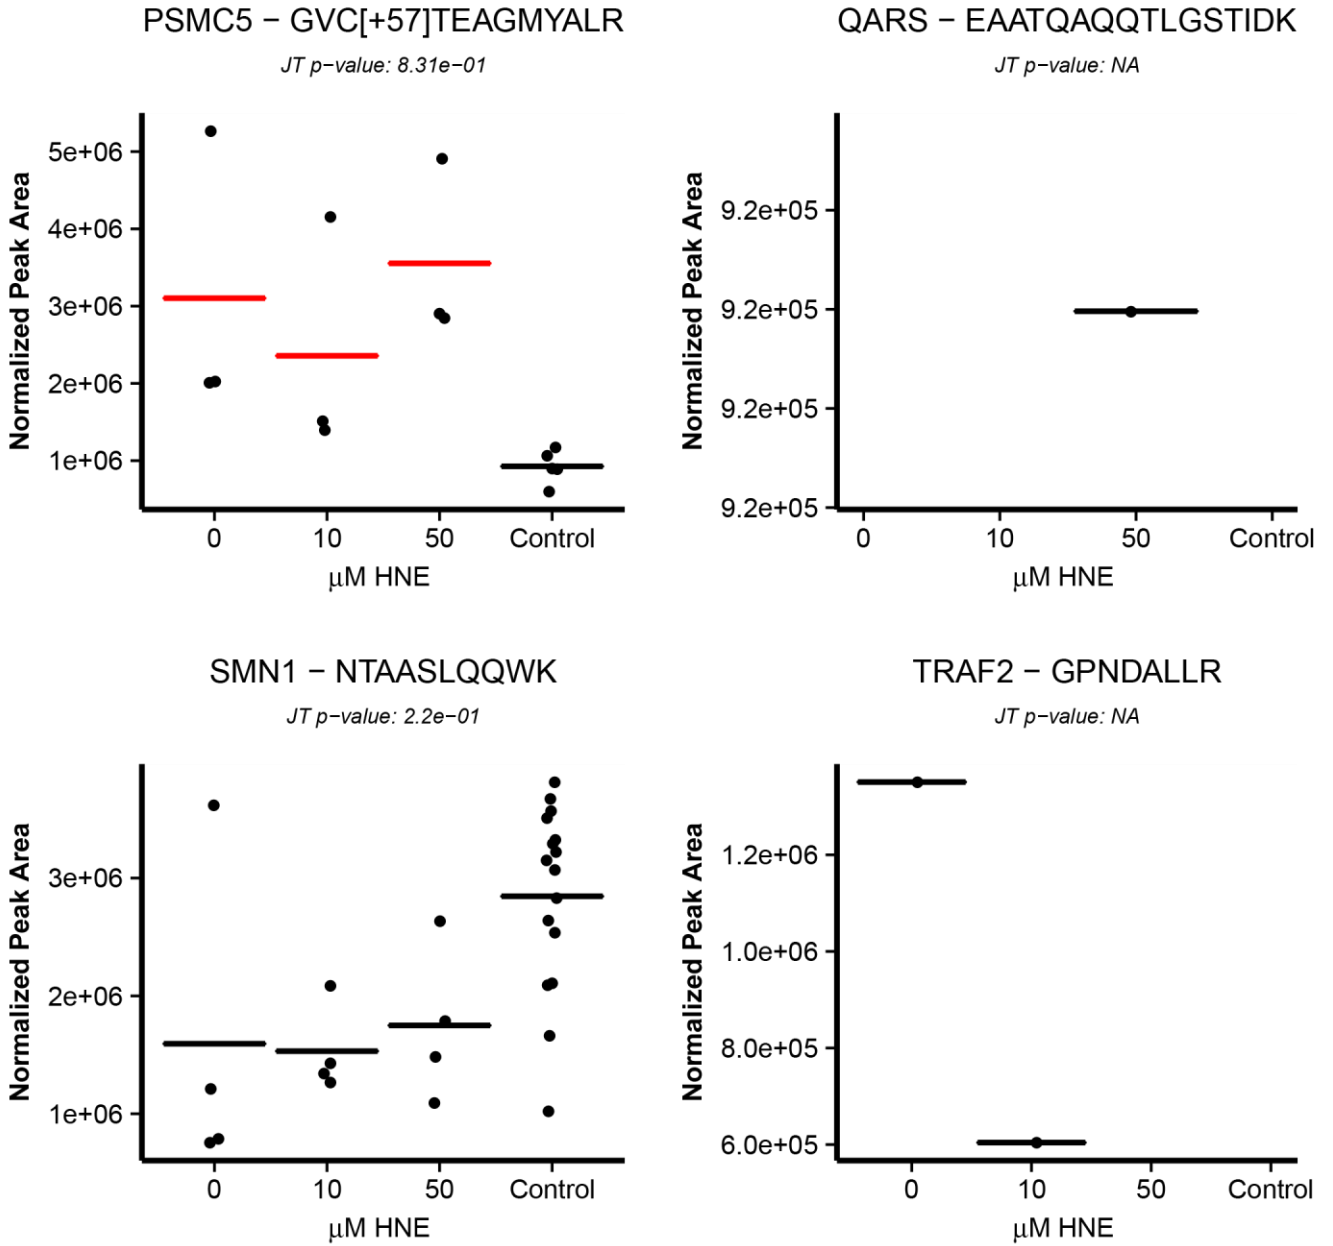 PSMC5 − GVC[+57]TEAGMYALR
JT p−value: 8.31e−01
Normalized Peak Area
5e+06
4e+06
3e+06
2e+06
1e+06
0 10 50 Control
μM HNE
QARS − EAATQAQQTLGSTIDK
JT p−value: NA
Normalized Peak Area
9.2e+05
9.2e+05
9.2e+05
9.2e+05
0 10 50 Control
μM HNE
SMN1 − NTAASLQQWK
JT p−value: 2.2e−01
Normalized Peak Area
3e+06
2e+06
1e+06
0 10 50 Control
μM HNE
TRAF2 − GPNDALLR
JT p−value: NA
Normalized Peak Area
1.2e+06
1.0e+06
8.0e+05
6.0e+05
0 10 50 Control
μM HNE